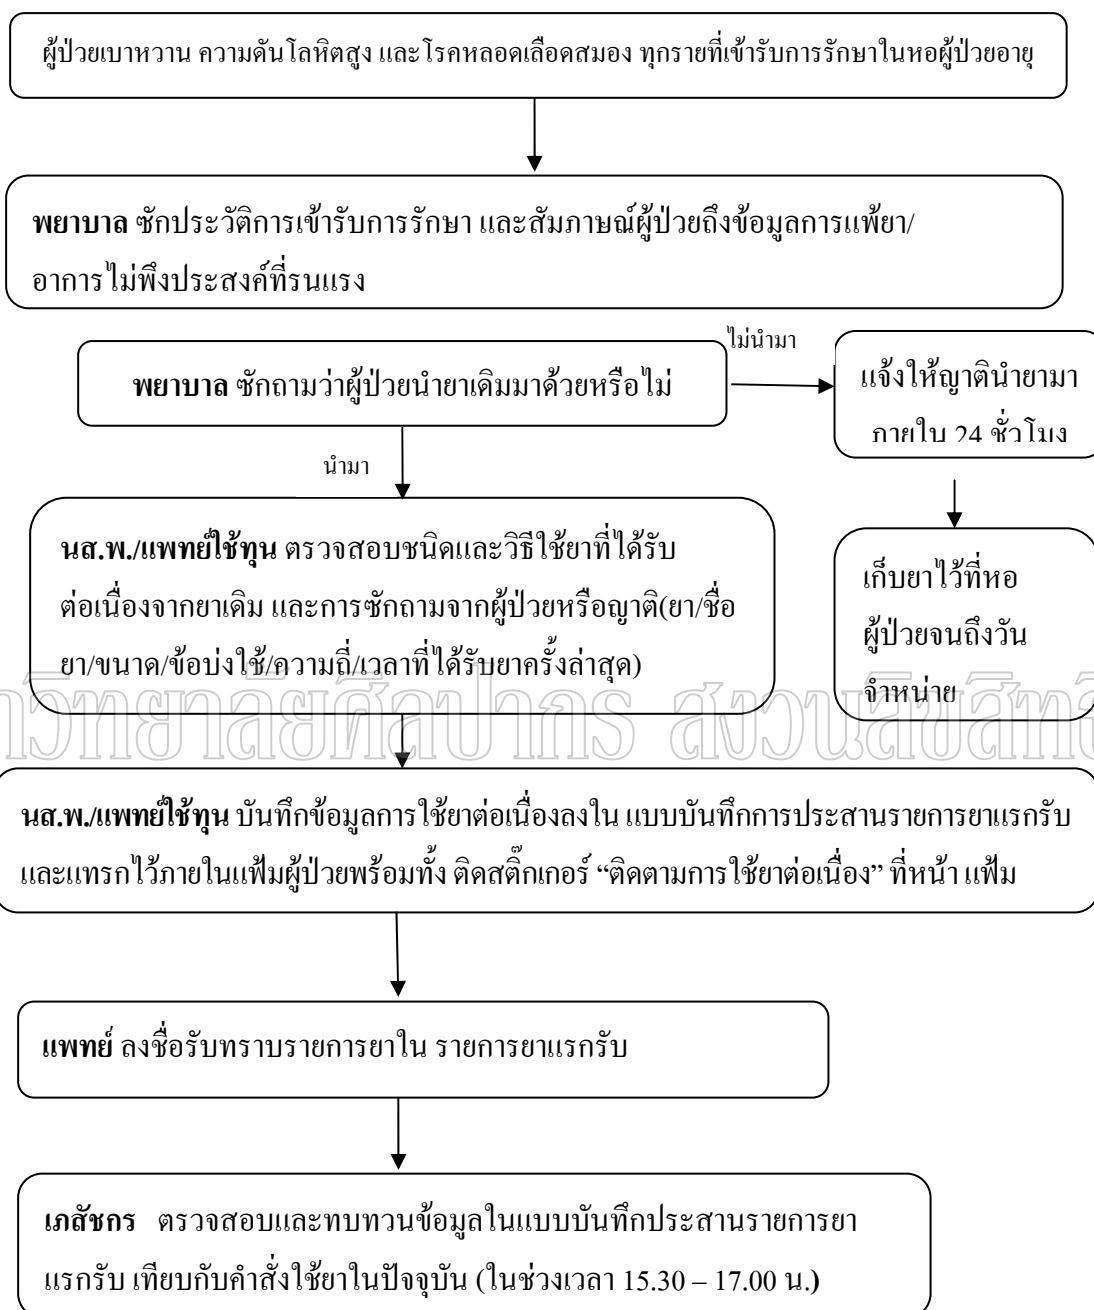 ผู้ป่วยเบาหวาน ความดันโลหิตสูง และโรคหลอดเลือดสมอง ทุกรายที่เข้ารับการรักษาในหอผู้ป่วยอายุ
พยาบาล ซักประวัติการเข้ารับการรักษา และสัมภาษณ์ผู้ป่วยถึงข้อมูลการแพ้ยา/
อาการไม่พึงประสงค์ที่รนแรง
พยาบาล ซักถามว่าผู้ป่วยนำยาเดิมมาด้วยหรือไม่
ไม่นำมา
แจ้งให้ญาตินำยามา
ภายใน 24 ชั่วโมง
นำมา
นส.พ./แพทย์ใช้ทุน ตรวจสอบชนิดและวิธีใช้ยาที่ได้รับ
ต่อเนื่องจากยาเดิม และการซักถามจากผู้ป่วยหรือญาติ(ยา/ชื่อ
ยา/ขนาด/ข้อบ่งใช้/ความถี่/เวลาที่ได้รับยาครั้งล่าสุด)
เก็บยาไว้ที่หอ
ผู้ป่วยจนถึงวัน
จำหน่าย
าวิทยาลัยศิลปากร สงวนลิขสิทธิ
นส.พ./แพทย์ใช้ทุน บันทึกข้อมูลการใช้ยาต่อเนื่องลงใน แบบบันทึกการประสานรายการยาแรกรับ
และแทรกไว้ภายในแฟ้มผู้ป่วยพร้อมทั้ง ติดสติ๊กเกอร์ “ติดตามการใช้ยาต่อเนื่อง” ที่หน้า แฟ้ม
แพทย์ ลงชื่อรับทราบรายการยาใน รายการยาแรกรับ
เภสัชกร ตรวจสอบและทบทวนข้อมูลในแบบบันทึกประสานรายการยา
แรกรับ เทียบกับคำสั่งใช้ยาในปัจจุบัน (ในช่วงเวลา 15.30 – 17.00 น.)